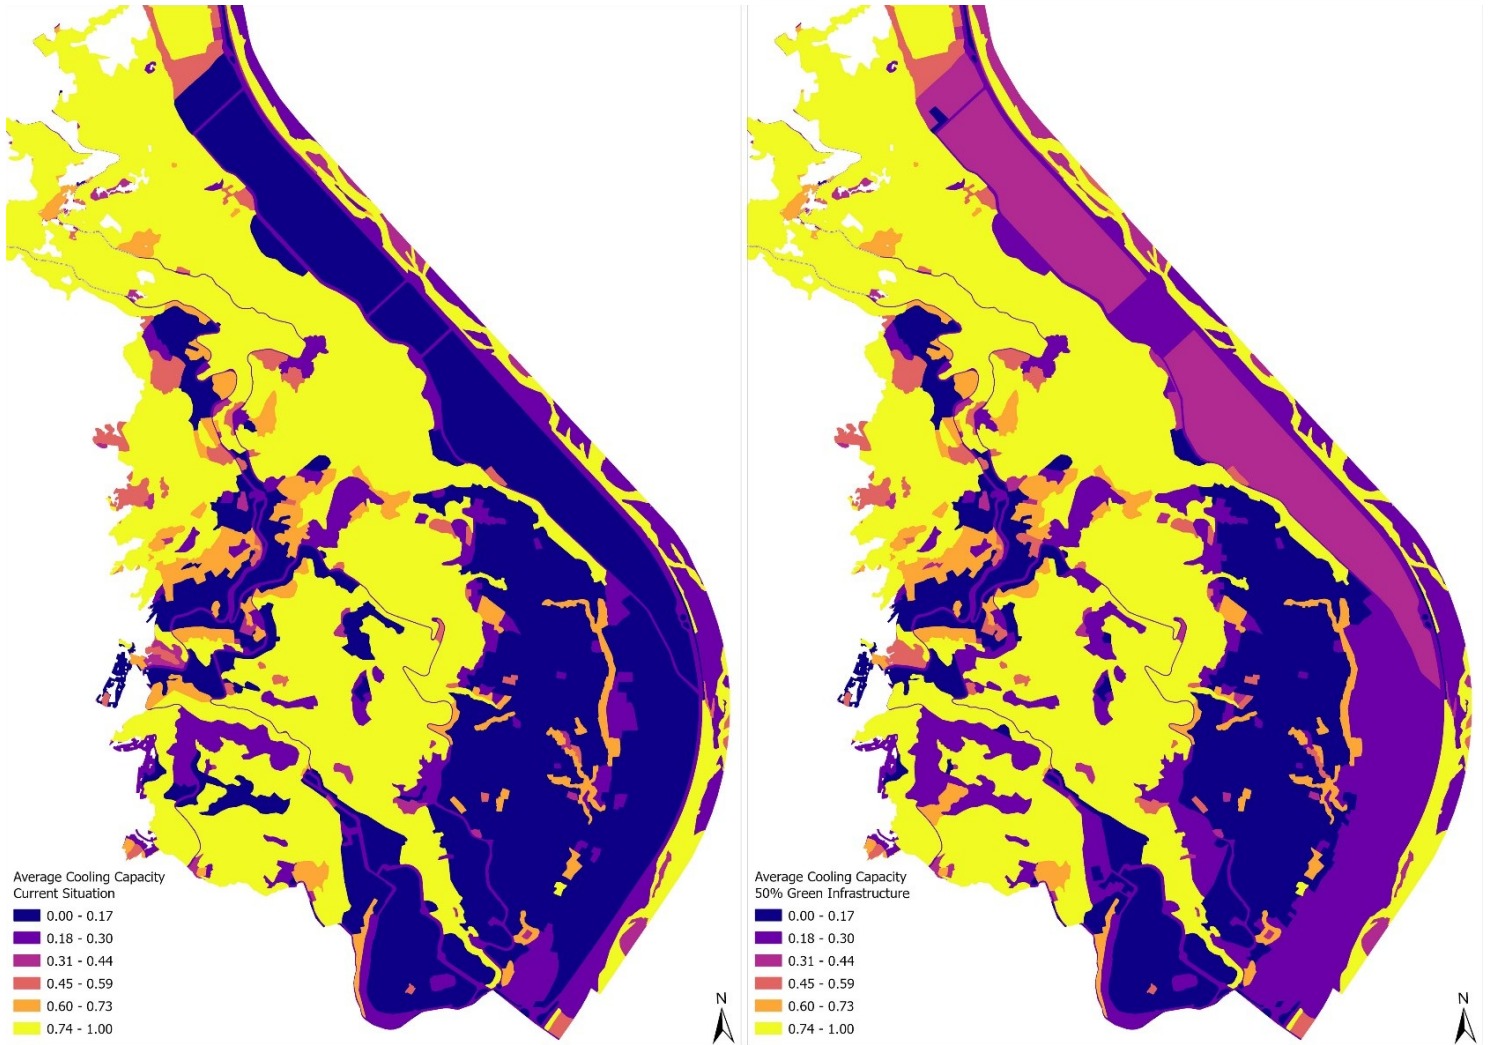 Average Cooling Capacity
Current Situation
0.00 - 0.17
0.18 - 0.30
0.31 - 0.44
0.45 - 0.59
0.60 - 0.73
0.74 - 1.00
N
Average Cooling Capacity
50% Green Infrastructure
0.00 - 0.17
0.18 - 0.30
0.31 - 0.44
0.45 - 0.59
0.60 - 0.73
0.74 - 1.00
N